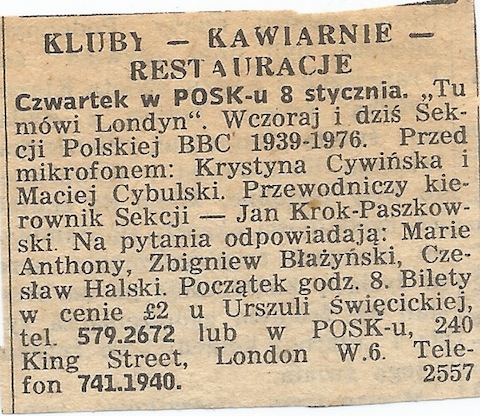 KLUBY — KAWIARNIE —
RESTAURACJE
Czwartek w POSK-u 8 stycznia. „Tu
mówi Londyn“. Wczoraj i dziś Sek-
cji Polskiej BBC 1939-1976. Przed
mikrofonem: Krystyna Cywińska i
Maciej Cybulski. Przewodniczy kie-
rownik Sekcji — Jan Krok-Paszkow-
ski. Na pytania odpowiadają: Marie
Anthony, Zbigniew Błażyński, Cze-
sław Halski. Początek godz. 8. Bilety
w cenie £2 u Urszuli Święcickiej,
tel. 579.2672 lub w POSK-u, 240
King Street, London W.6. Tele-
fon 741.1940. 2557